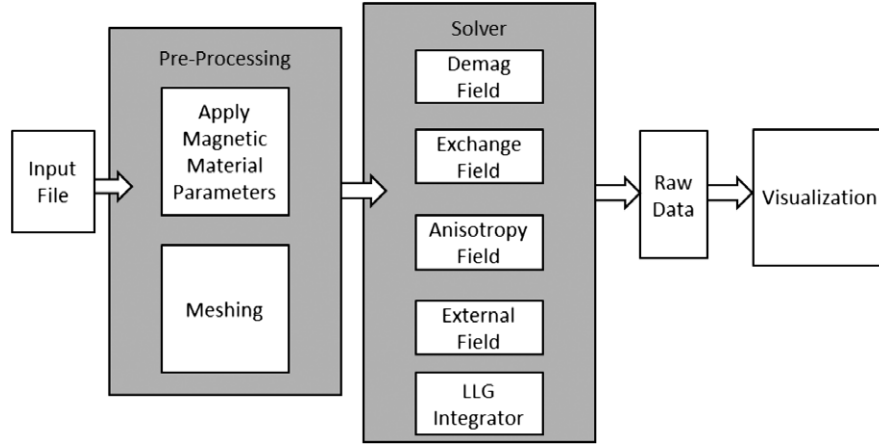 Input
File
Pre-Processing
Apply
Magnetic
Material
Parameters
Meshing
Solver
Demag
Field
Exchange
Field
Anisotropy
Field
External
Field
LLG
Integrator
Raw
Data
Visualization